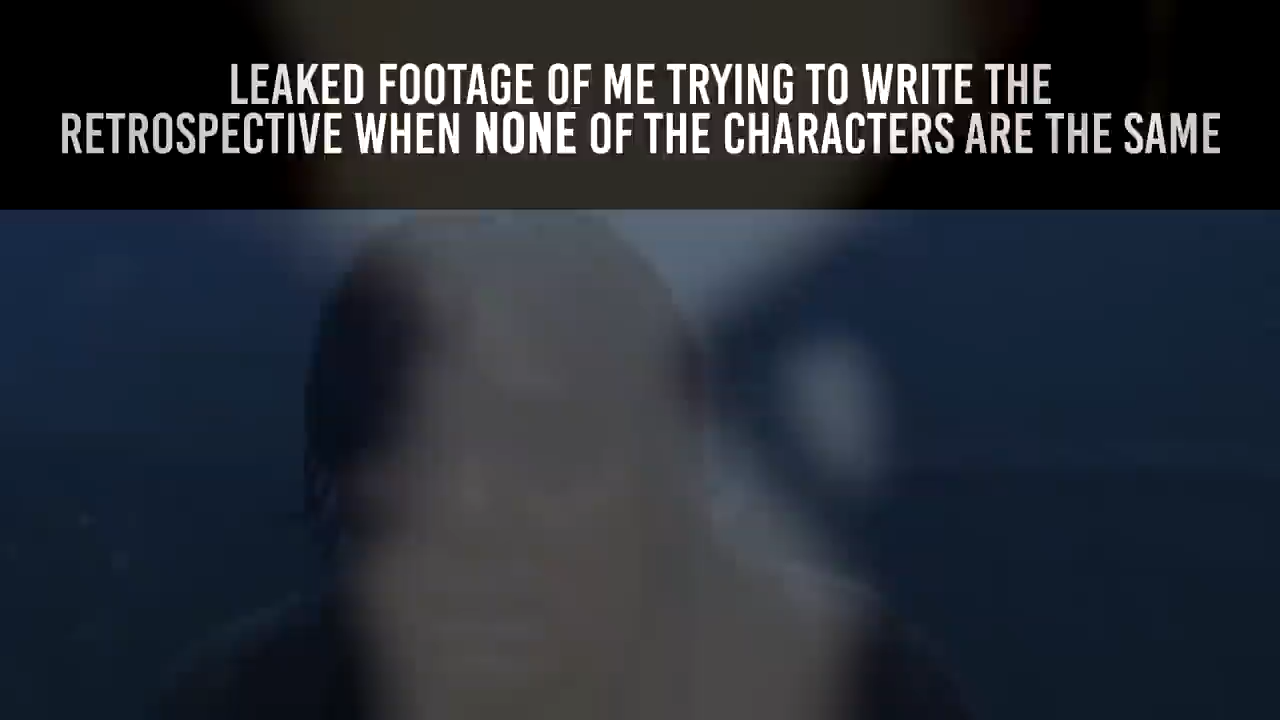 LEAKED FOOTAGE OF ME TRYING TO WRITE THE
RETROSPECTIVE WHEN NONE OF THE CHARACTERS ARE THE SAME